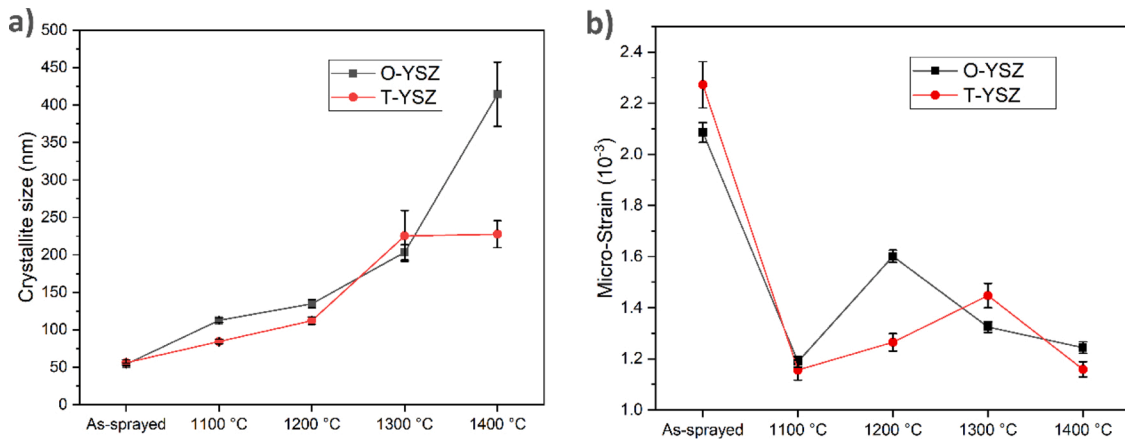 a)
500
450
400
350
300
250
200
150
100
50
0
Crystallite size (nm)
O-YSZ
T-YSZ
As-sprayed 1100 °C 1200 °C 1300 °C 1400 °C
b)
2.4
2.2
2.0
1.8
1.6
1.4
1.2
1.0
Micro-Strain (10⁻³)
O-YSZ
T-YSZ
As-sprayed 1100 °C 1200 °C 1300 °C 1400 °C